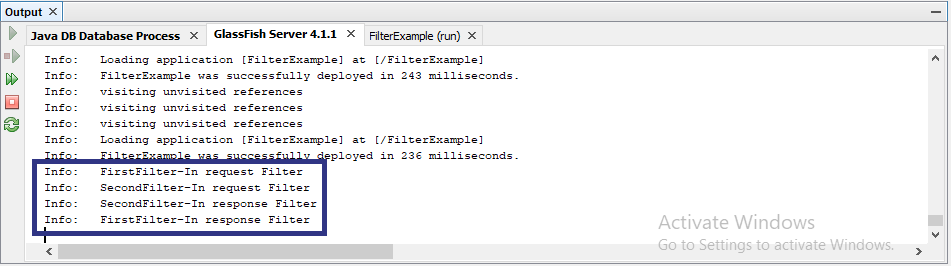 Output
Java DB Database Process GlassFish Server 4.1.1 FilterExample (run)
Info: Loading application [FilterExample] at [/FilterExample]
Info: FilterExample was successfully deployed in 243 milliseconds.
Info: visiting unvisited references
Info: visiting unvisited references
Info: visiting unvisited references
Info: Loading application [FilterExample] at [/FilterExample]
Info: FilterExample was successfully deployed in 236 milliseconds.
Info: FirstFilter-In request Filter
Info: SecondFilter-In request Filter
Info: SecondFilter-In response Filter
Info: FirstFilter-In response Filter
Activate Windows
Go to Settings to activate Windows.